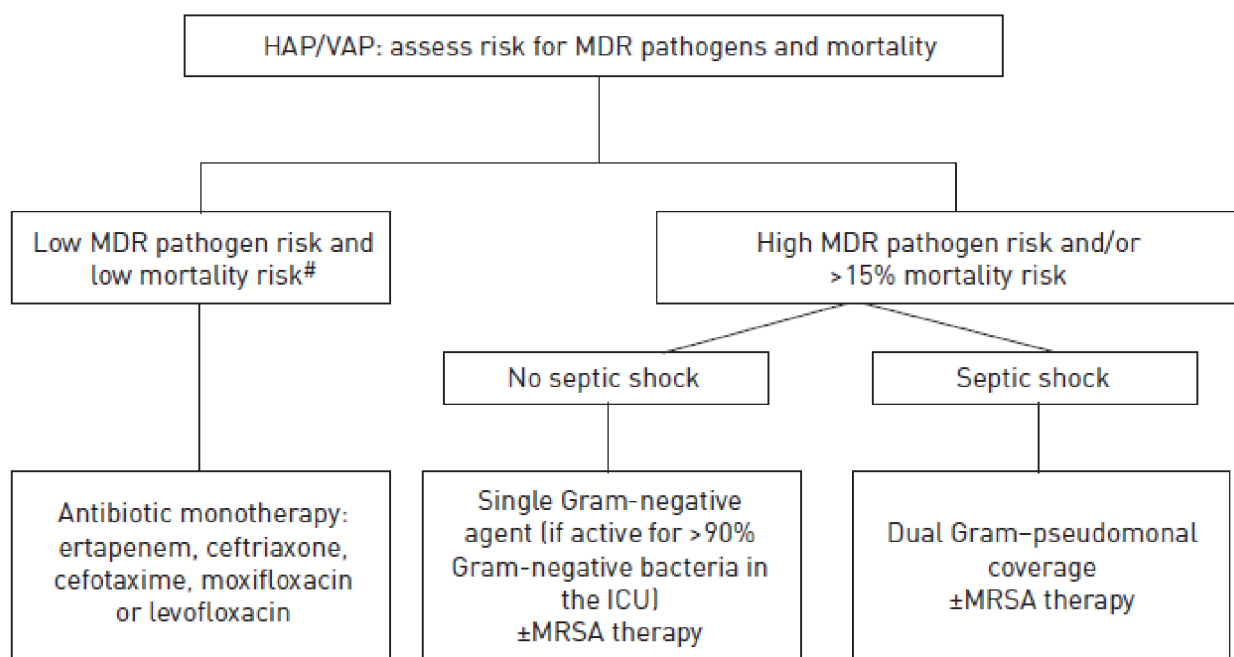 HAP/VAP: assess risk for MDR pathogens and mortality
Low MDR pathogen risk and
low mortality risk#
High MDR pathogen risk and/or
>15% mortality risk
No septic shock
Septic shock
Antibiotic monotherapy:
ertapenem, ceftriaxone,
cefotaxime, moxifloxacin
or levofloxacin
Single Gram-negative
agent (if active for >90%
Gram-negative bacteria in
the ICU)
±MRSA therapy
Dual Gram–pseudomonal
coverage
±MRSA therapy